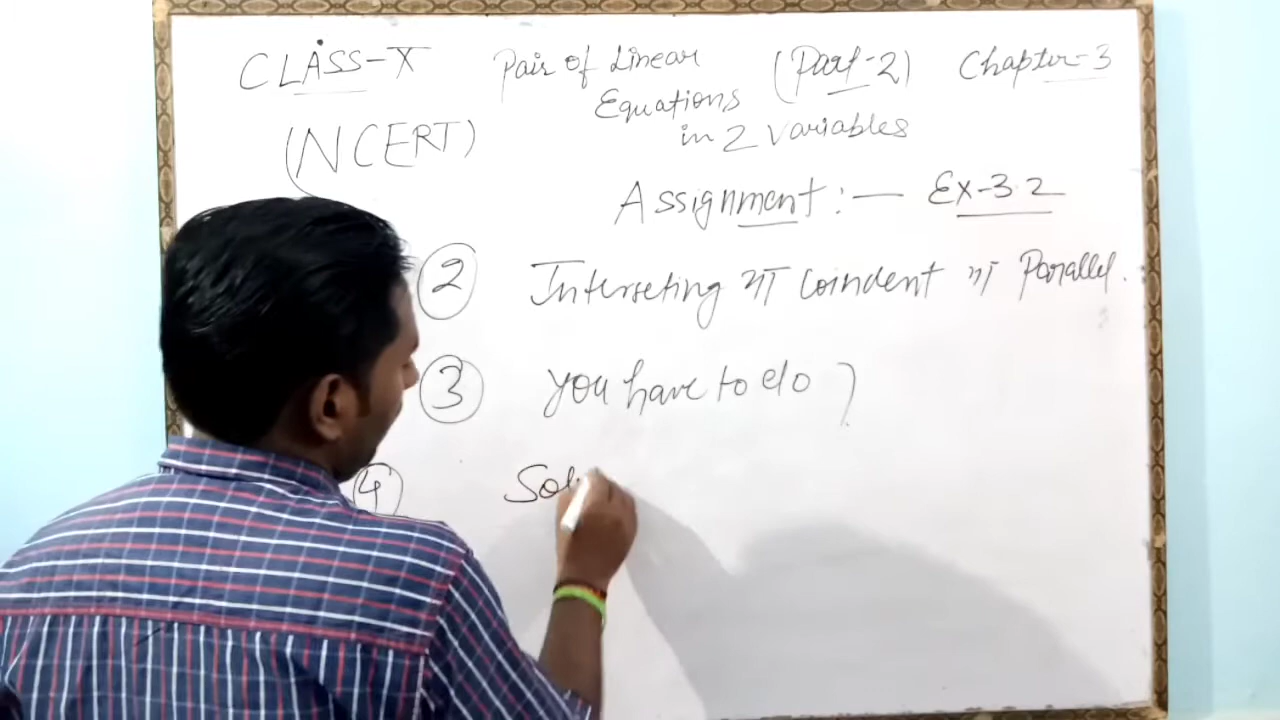 CLASS-X Pair of Linear (Part-2) Chapter-3
Equations
in 2 Variables
(NCERT)
Assignment :— Ex-3.2
2 Interseting या Coindent या Parallel.
3 You have to do ?
4 Sol